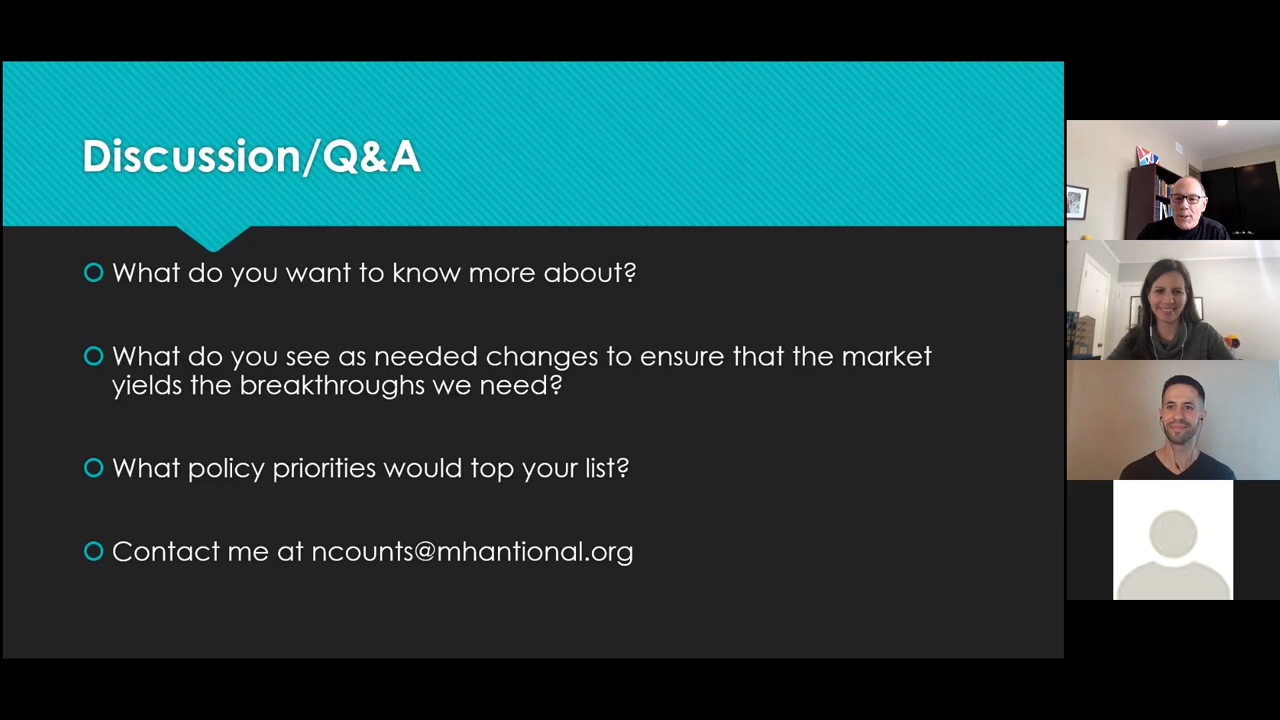 Discussion/Q&A
What do you want to know more about?
What do you see as needed changes to ensure that the market
yields the breakthroughs we need?
What policy priorities would top your list?
Contact me at ncounts@mhantional.org